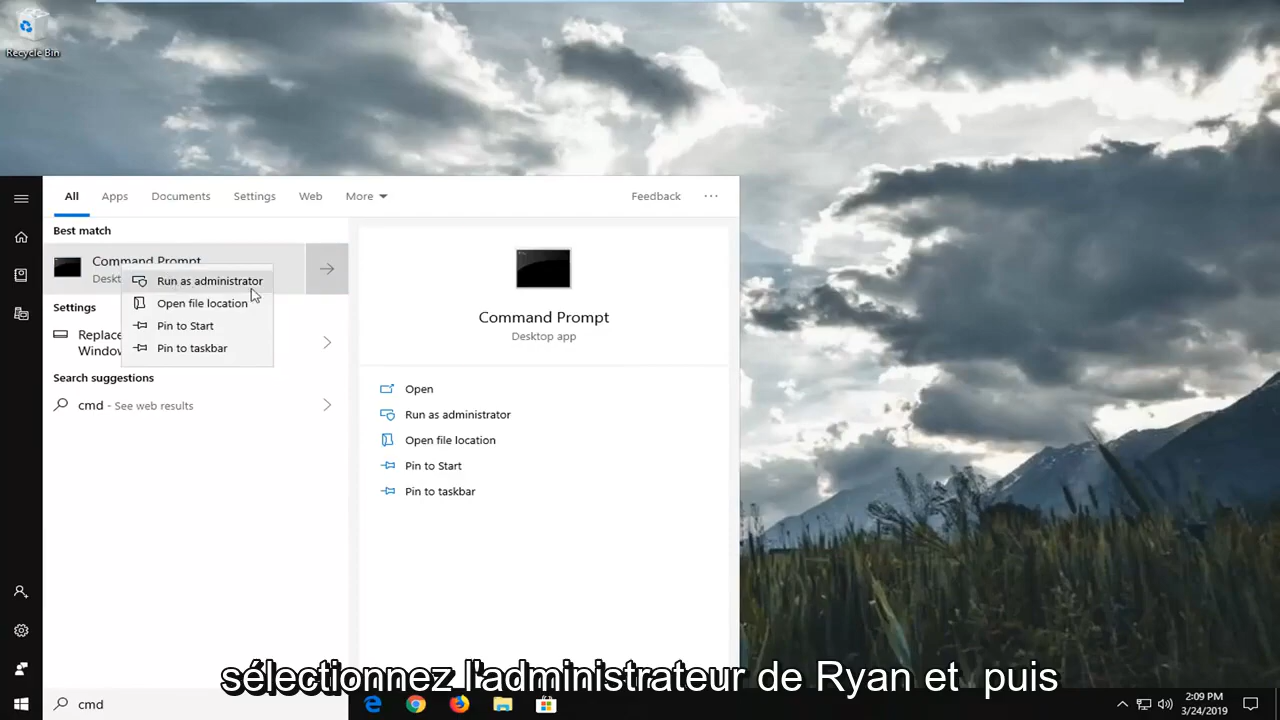 Recycle Bin
All Apps Documents Settings Web More Feedback ...
Best match
Command Prompt
Run as administrator
Open file location
Pin to Start
Pin to taskbar
Settings
Search suggestions
cmd - See web results
Command Prompt
Desktop app
Open
Run as administrator
Open file location
Pin to Start
Pin to taskbar
sélectionnez l'administrateur de Ryan et puis
cmd
2:09 PM
3/24/2019